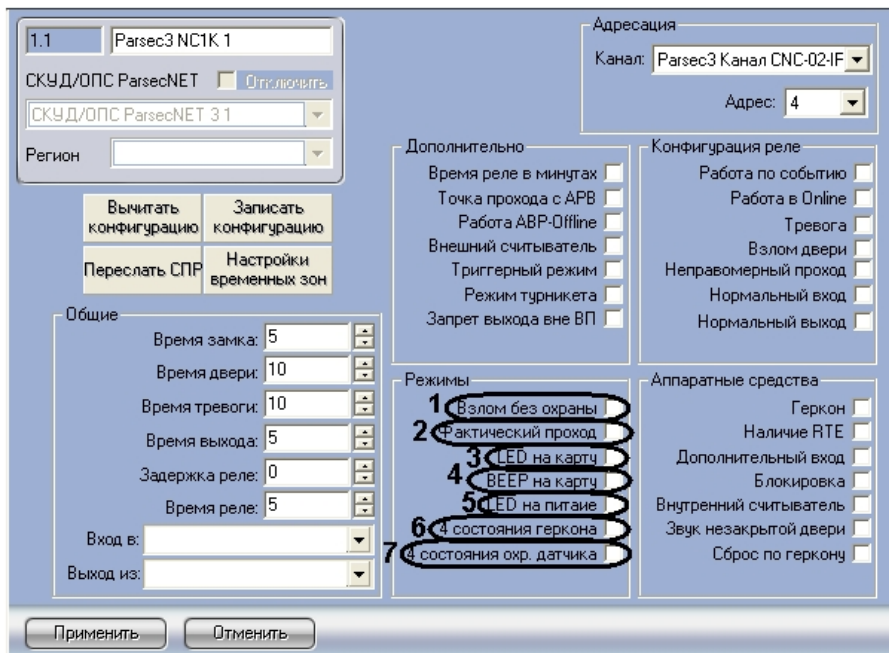 1.1 Parsec3 NC1K 1
СКУД/ОПС ParsecNET Отключить
СКУД/ОПС ParsecNET 3 1
Регион
Адресация
Канал: Parsec3 Канал CNC-02-IF
Адрес: 4
Вычитать конфигурацию
Записать конфигурацию
Переслать СПР
Настройки временных зон
Общие
Время замка: 5
Время двери: 10
Время тревоги: 10
Время выхода: 5
Задержка реле: 0
Время реле: 5
Вход в:
Выход из:
Дополнительно
Время реле в минутах
Точка прохода с АРВ
Работа АВР-Offline
Внешний считыватель
Триггерный режим
Режим турникета
Запрет выхода вне ВП
Конфигурация реле
Работа по событию
Работа в Online
Тревога
Взлом двери
Неправомерный проход
Нормальный вход
Нормальный выход
Режимы
1 Взлом без охраны
2 Фактический проход
3 LED на карту
4 BEEP на карту
5 LED на питаие
6 4 состояния геркона
7 4 состояния охр. датчика
Аппаратные средства
Геркон
Наличие RTE
Дополнительный вход
Блокировка
Внутренний считыватель
Звук незакрытой двери
Сброс по геркону
Применить
Отменить